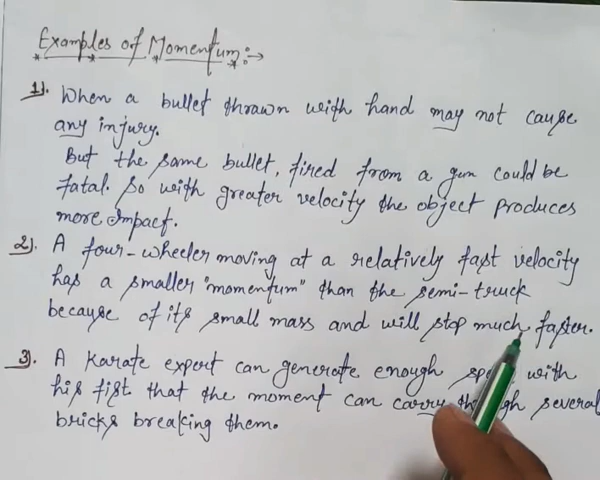 Examples of Momentum:→
1). When a bullet thrawn with hand may not cause
any injury.
But the same bullet, fired from a gun could be
fatal. So with greater velocity the object produces
more impact.
2). A four-wheeler moving at a relatively fast velocity
has a smaller "momentum" than the semi-truck
because of its small mass and will stop much faster.
3). A Karate expert can generate enough with
his fist that the moment can carry several
bricks breaking them.